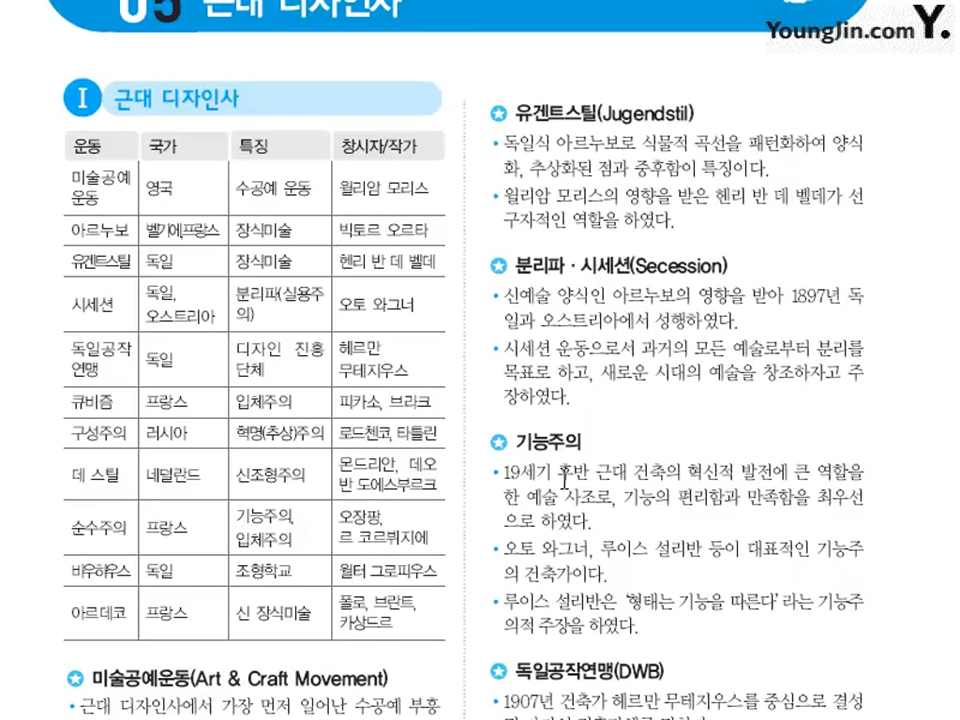 05 근대 디자인사
YoungJin.com Y.
I 근대 디자인사
운동 국가 특징 창시자/작가
미술공예
운동
영국 수공예 운동 윌리암 모리스
아르누보 벨기에,프랑스 장식미술 빅토르 오르타
유겐트스틸 독일 장식미술 헨리 반 데 벨데
시세션
독일,
오스트리아
분리파(실용주
의)
오토 와그너
독일공작
연맹
독일
디자인 진흥
단체
헤르만
무테지우스
큐비즘 프랑스 입체주의 피카소, 브라크
구성주의 러시아 혁명(추상)주의 로드첸코, 타틀린
데 스틸 네덜란드 신조형주의
몬드리안, 데오
반 도에스부르크
순수주의 프랑스
기능주의,
입체주의
오장팡,
르 코르뷔지에
바우하우스 독일 조형학교 월터 그로피우스
아르데코 프랑스 신 장식미술
폴로, 브란트,
카상드르
미술공예운동(Art & Craft Movement)
• 근대 디자인사에서 가장 먼저 일어난 수공예 부흥
유겐트스틸(Jugendstil)
• 독일식 아르누보로 식물적 곡선을 패턴화하여 양식
화, 추상화된 점과 중후함이 특징이다.
• 윌리암 모리스의 영향을 받은 헨리 반 데 벨데가 선
구자적인 역할을 하였다.
분리파 · 시세션(Secession)
• 신예술 양식인 아르누보의 영향을 받아 1897년 독
일과 오스트리아에서 성행하였다.
• 시세션 운동으로서 과거의 모든 예술로부터 분리를
목표로 하고, 새로운 시대의 예술을 창조하자고 주
장하였다.
기능주의
• 19세기 후반 근대 건축의 혁신적 발전에 큰 역할을
한 예술 사조로, 기능의 편리함과 만족함을 최우선
으로 하였다.
• 오토 와그너, 루이스 설리반 등이 대표적인 기능주
의 건축가이다.
• 루이스 설리반은 ‘형태는 기능을 따른다’라는 기능주
의적 주장을 하였다.
독일공작연맹(DWB)
• 1907년 건축가 헤르만 무테지우스를 중심으로 결성